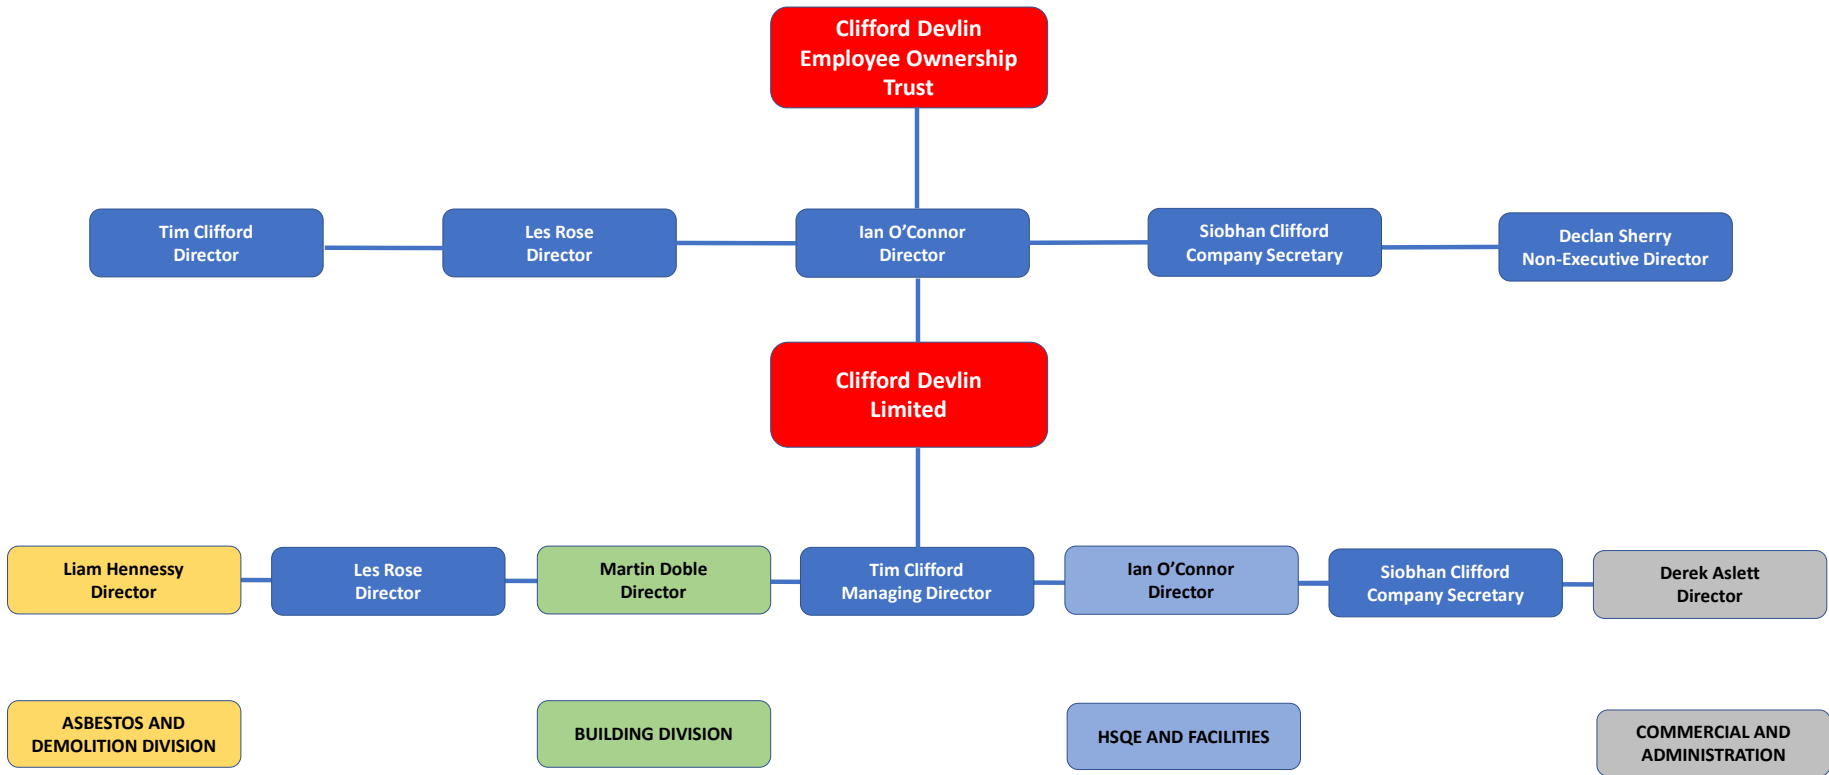 Clifford Devlin
Employee Ownership
Trust
Tim Clifford
Director
Les Rose
Director
Ian O’Connor
Director
Siobhan Clifford
Company Secretary
Declan Sherry
Non-Executive Director
Clifford Devlin
Limited
Liam Hennessy
Director
Les Rose
Director
Martin Doble
Director
Tim Clifford
Managing Director
Ian O’Connor
Director
Siobhan Clifford
Company Secretary
Derek Aslett
Director
ASBESTOS AND
DEMOLITION DIVISION
BUILDING DIVISION
HSQE AND FACILITIES
COMMERCIAL AND
ADMINISTRATION